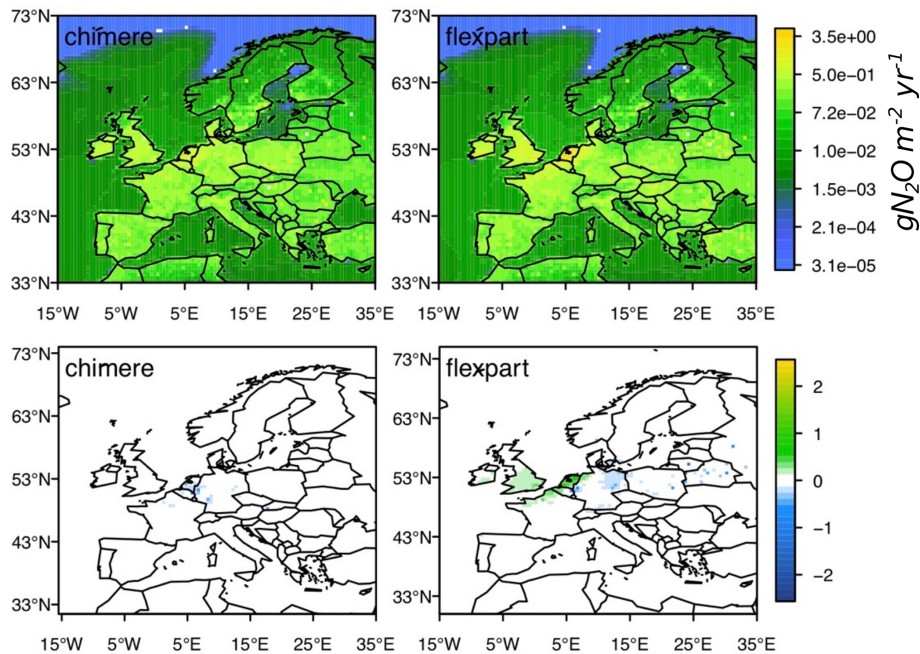 73°N
63°N
53°N
43°N
33°N
chimere
15°W 5°W 5°E 15°E 25°E 35°E
73°N
63°N
53°N
43°N
33°N
flexpart
15°W 5°W 5°E 15°E 25°E 35°E
3.5e+00
5.0e−01
7.2e−02
1.0e−02
1.5e−03
2.1e−04
3.1e−05
gN₂O m⁻² yr⁻¹
73°N
63°N
53°N
43°N
33°N
chimere
15°W 5°W 5°E 15°E 25°E 35°E
73°N
63°N
53°N
43°N
33°N
flexpart
15°W 5°W 5°E 15°E 25°E 35°E
2
1
0
−1
−2